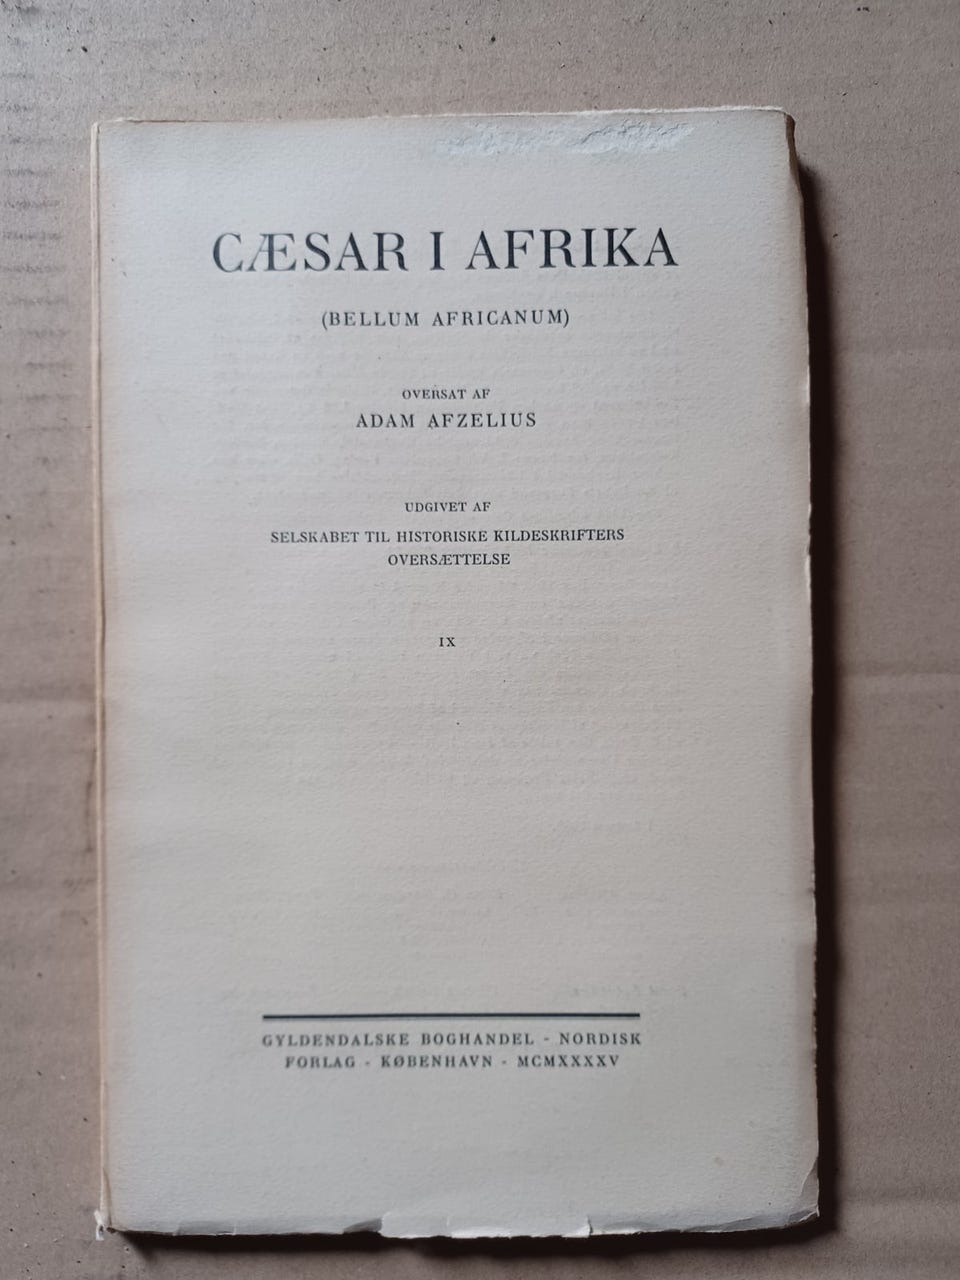 CÆSAR I AFRIKA
(BELLUM AFRICANUM)
OVERSAT AF
ADAM AFZELIUS
UDGIVET AF
SELSKABET TIL HISTORISKE KILDESKRIFTERS
OVERSÆTTELSE
IX
GYLDENDALSKE BOGHANDEL - NORDISK
FORLAG - KØBENHAVN - MCMXXXXV